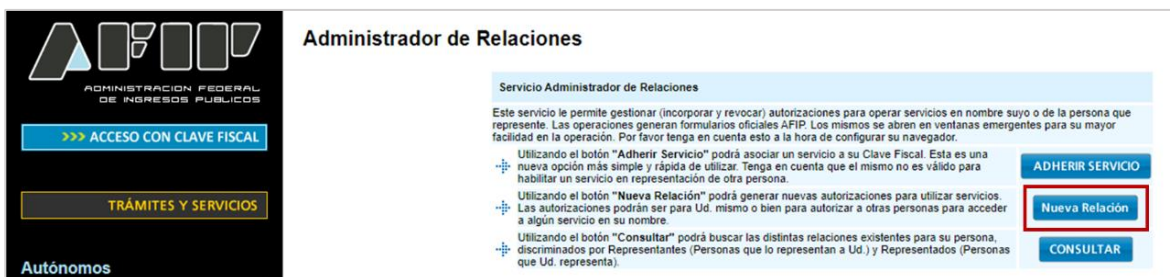 AFIP
ADMINISTRACION FEDERAL
DE INGRESOS PUBLICOS
>>> ACCESO CON CLAVE FISCAL
TRÁMITES Y SERVICIOS
Autónomos
Administrador de Relaciones
Servicio Administrador de Relaciones
Este servicio le permite gestionar (incorporar y revocar) autorizaciones para operar servicios en nombre suyo o de la persona que
represente. Las operaciones generan formularios oficiales AFIP. Los mismos se abren en ventanas emergentes para su mayor
facilidad en la operación. Por favor tenga en cuenta esto a la hora de configurar su navegador.
Utilizando el botón "Adherir Servicio" podrá asociar un servicio a su Clave Fiscal. Esta es una
nueva opción más simple y rápida de utilizar. Tenga en cuenta que el mismo no es válido para
habilitar un servicio en representación de otra persona.
ADHERIR SERVICIO
Utilizando el botón "Nueva Relación" podrá generar nuevas autorizaciones para utilizar servicios.
Las autorizaciones podrán ser para Ud. mismo o bien para autorizar a otras personas para acceder
a algún servicio en su nombre.
Nueva Relación
Utilizando el botón "Consultar" podrá buscar las distintas relaciones existentes para su persona,
discriminados por Representantes (Personas que lo representan a Ud.) y Representados (Personas
que Ud. representa).
CONSULTAR